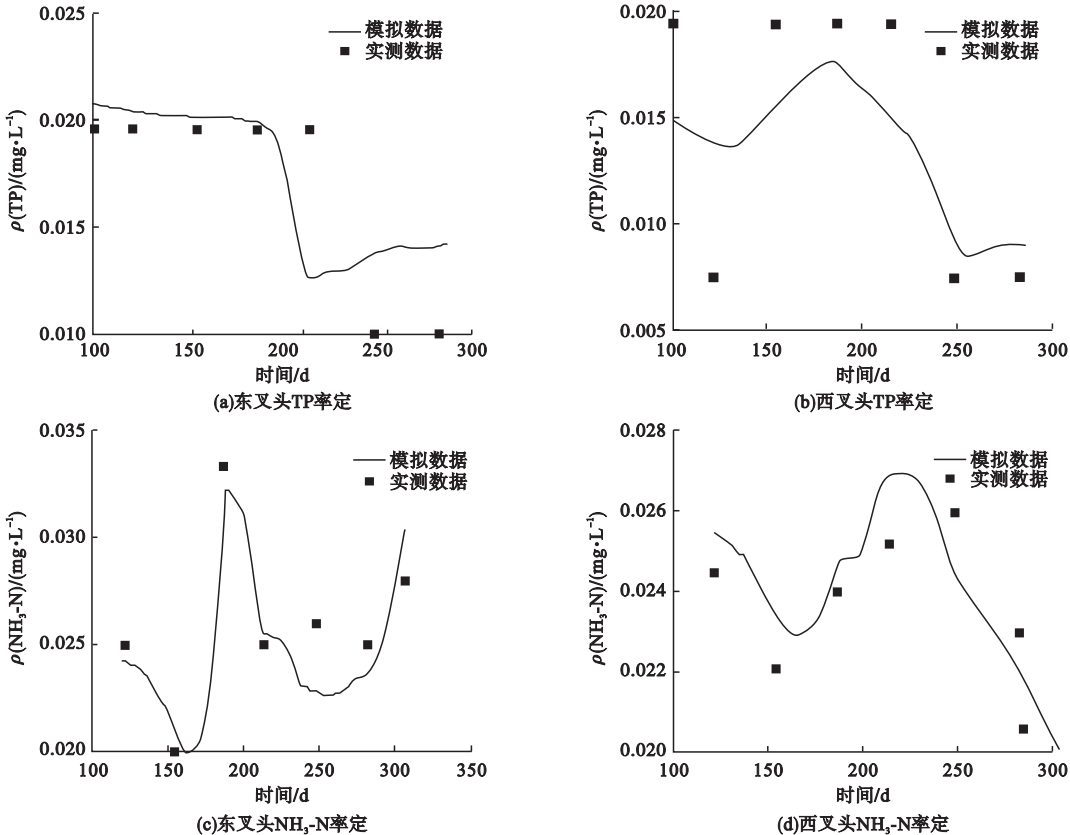 0.025
0.020
0.015
0.010
ρ(TP)/(mg·L⁻¹)
模拟数据
实测数据
100 150 200 250 300
时间/d
(a)东叉头TP率定
0.020
0.015
0.010
0.005
ρ(TP)/(mg·L⁻¹)
模拟数据
实测数据
100 150 200 250 300
时间/d
(b)西叉头TP率定
0.035
0.030
0.025
0.020
ρ(NH₃-N)/(mg·L⁻¹)
模拟数据
实测数据
100 150 200 250 300 350
时间/d
(c)东叉头NH₃-N率定
0.028
0.026
0.024
0.022
0.020
ρ(NH₃-N)/(mg·L⁻¹)
模拟数据
实测数据
100 150 200 250 300
时间/d
(d)西叉头NH₃-N率定